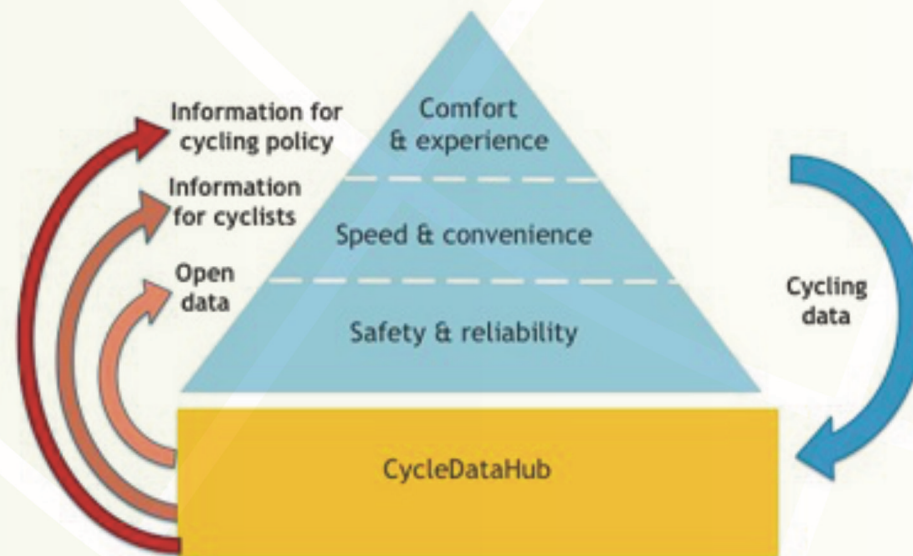 Information for
cycling policy
Information
for cyclists
Open
data
Comfort
& experience
Speed & convenience
Safety & reliability
Cycling
data
CycleDataHub